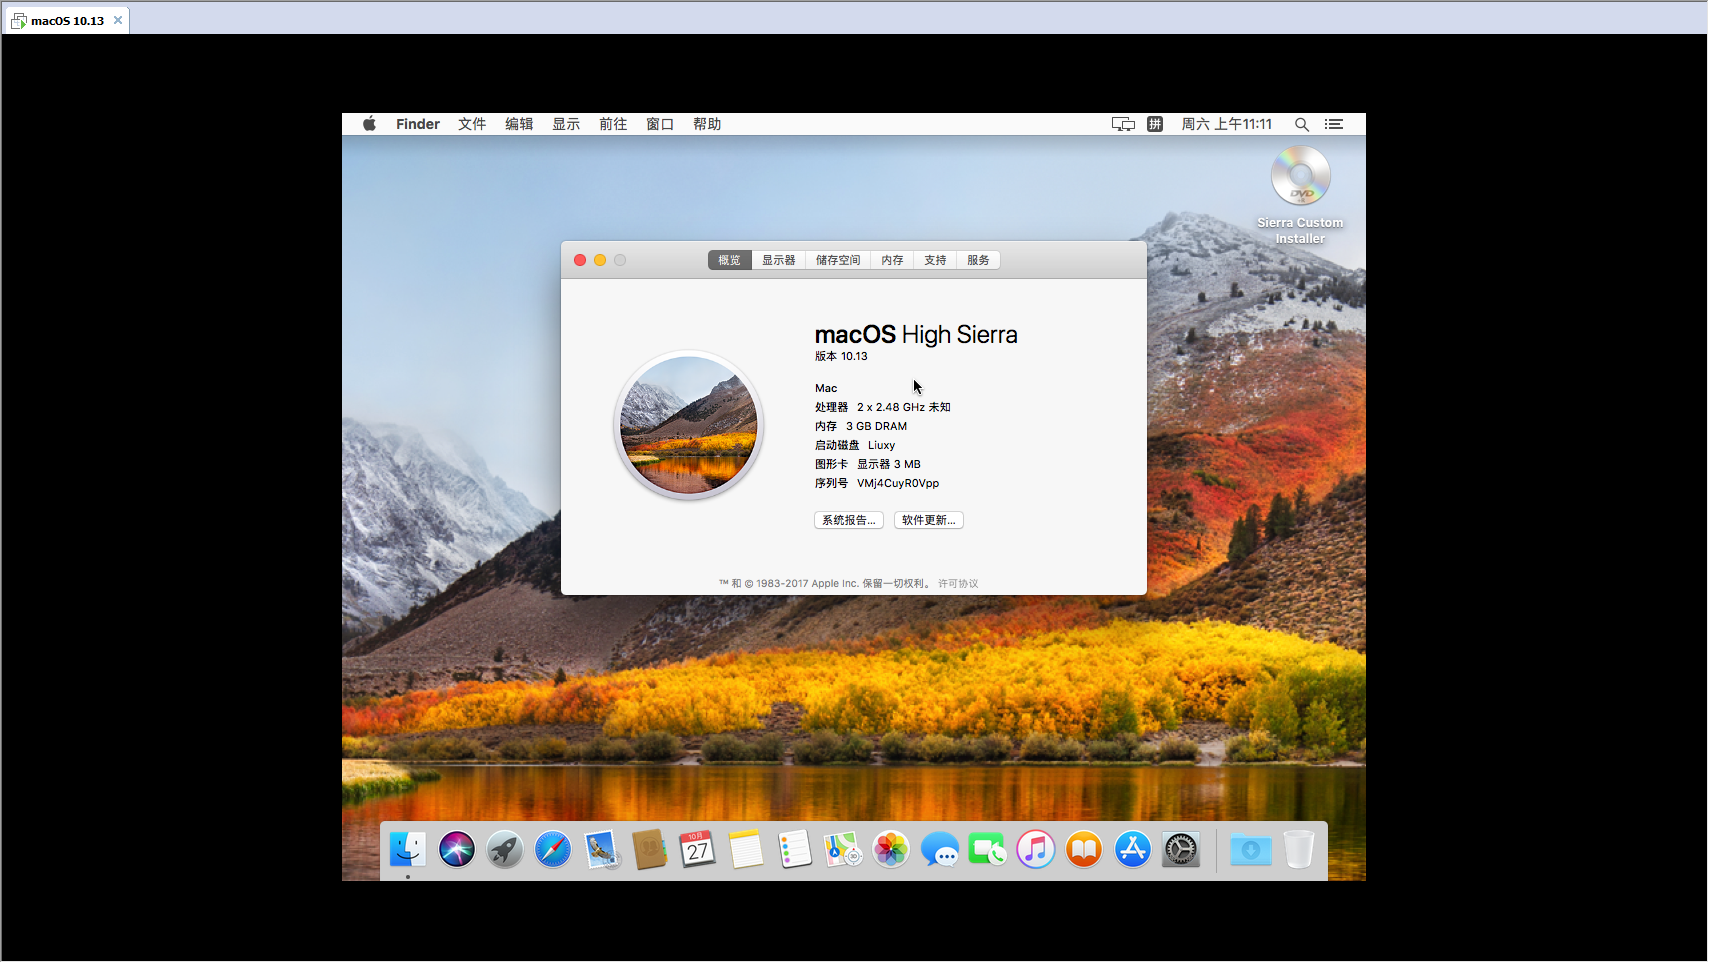 macOS 10.13
Finder 文件 编辑 显示 前往 窗口 帮助 拼 周六 上午11:11
DVD
Sierra Custom
Installer
概览 显示器 储存空间 内存 支持 服务
macOS High Sierra
版本 10.13
Mac
处理器 2 x 2.48 GHz 未知
内存 3 GB DRAM
启动磁盘 Liuxy
图形卡 显示器 3 MB
序列号 VMj4CuyR0Vpp
系统报告... 软件更新...
™ 和 © 1983-2017 Apple Inc. 保留一切权利。 许可协议
10月
27